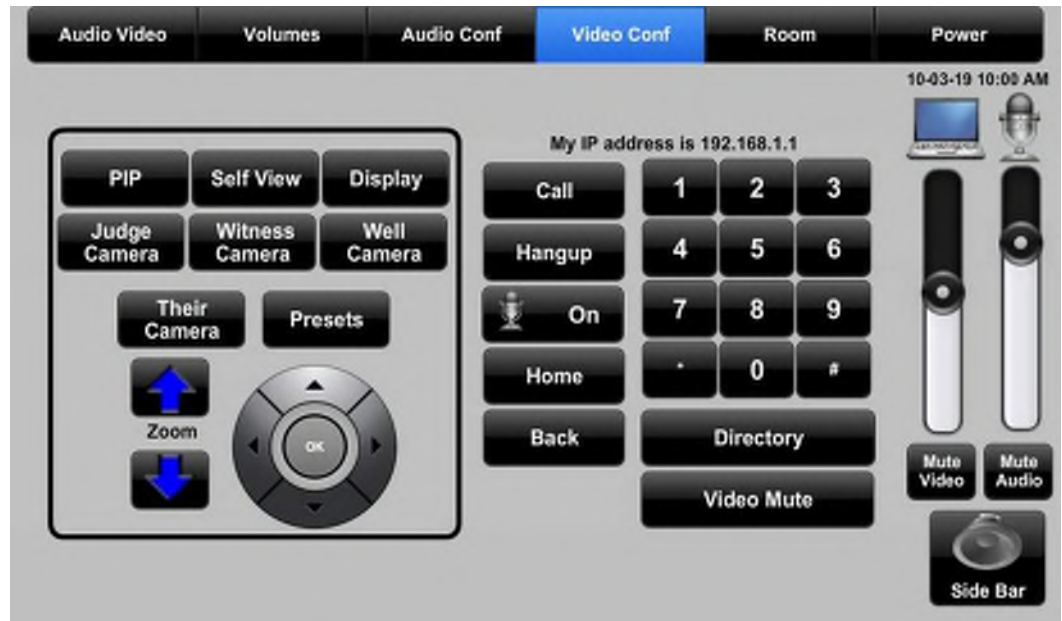 Audio Video
Volumes
Audio Conf
Video Conf
Room
Power
10-03-19 10:00 AM
My IP address is 192.168.1.1
PIP
Self View
Display
Judge
Camera
Witness
Camera
Well
Camera
Their
Camera
Presets
Zoom
OK
Call
Hangup
On
Home
Back
1
2
3
4
5
6
7
8
9
*
0
#
Directory
Video Mute
Mute
Video
Mute
Audio
Side Bar